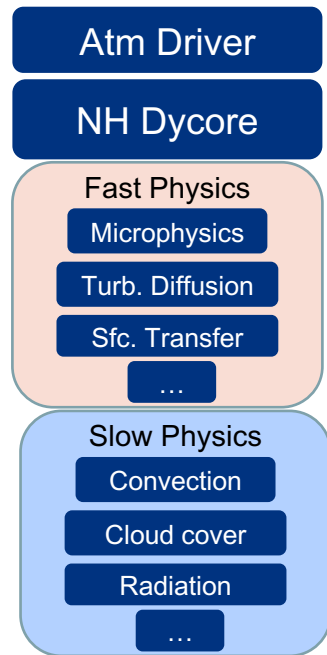 Atm Driver
NH Dycore
Fast Physics
Microphysics
Turb. Diffusion
Sfc. Transfer
…
Slow Physics
Convection
Cloud cover
Radiation
…